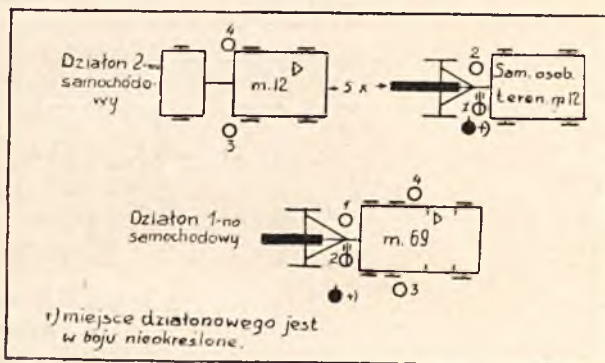 4
Działon 2-
samochodo-
wy
m. 12
5 x
2
Sam. osob.
teren. m 12
1
+)
3
4
Działon 1-no
samochodowy
1
m. 69
2
+)
3
+) miejsce działonowego jest
w boju nieokreślone.